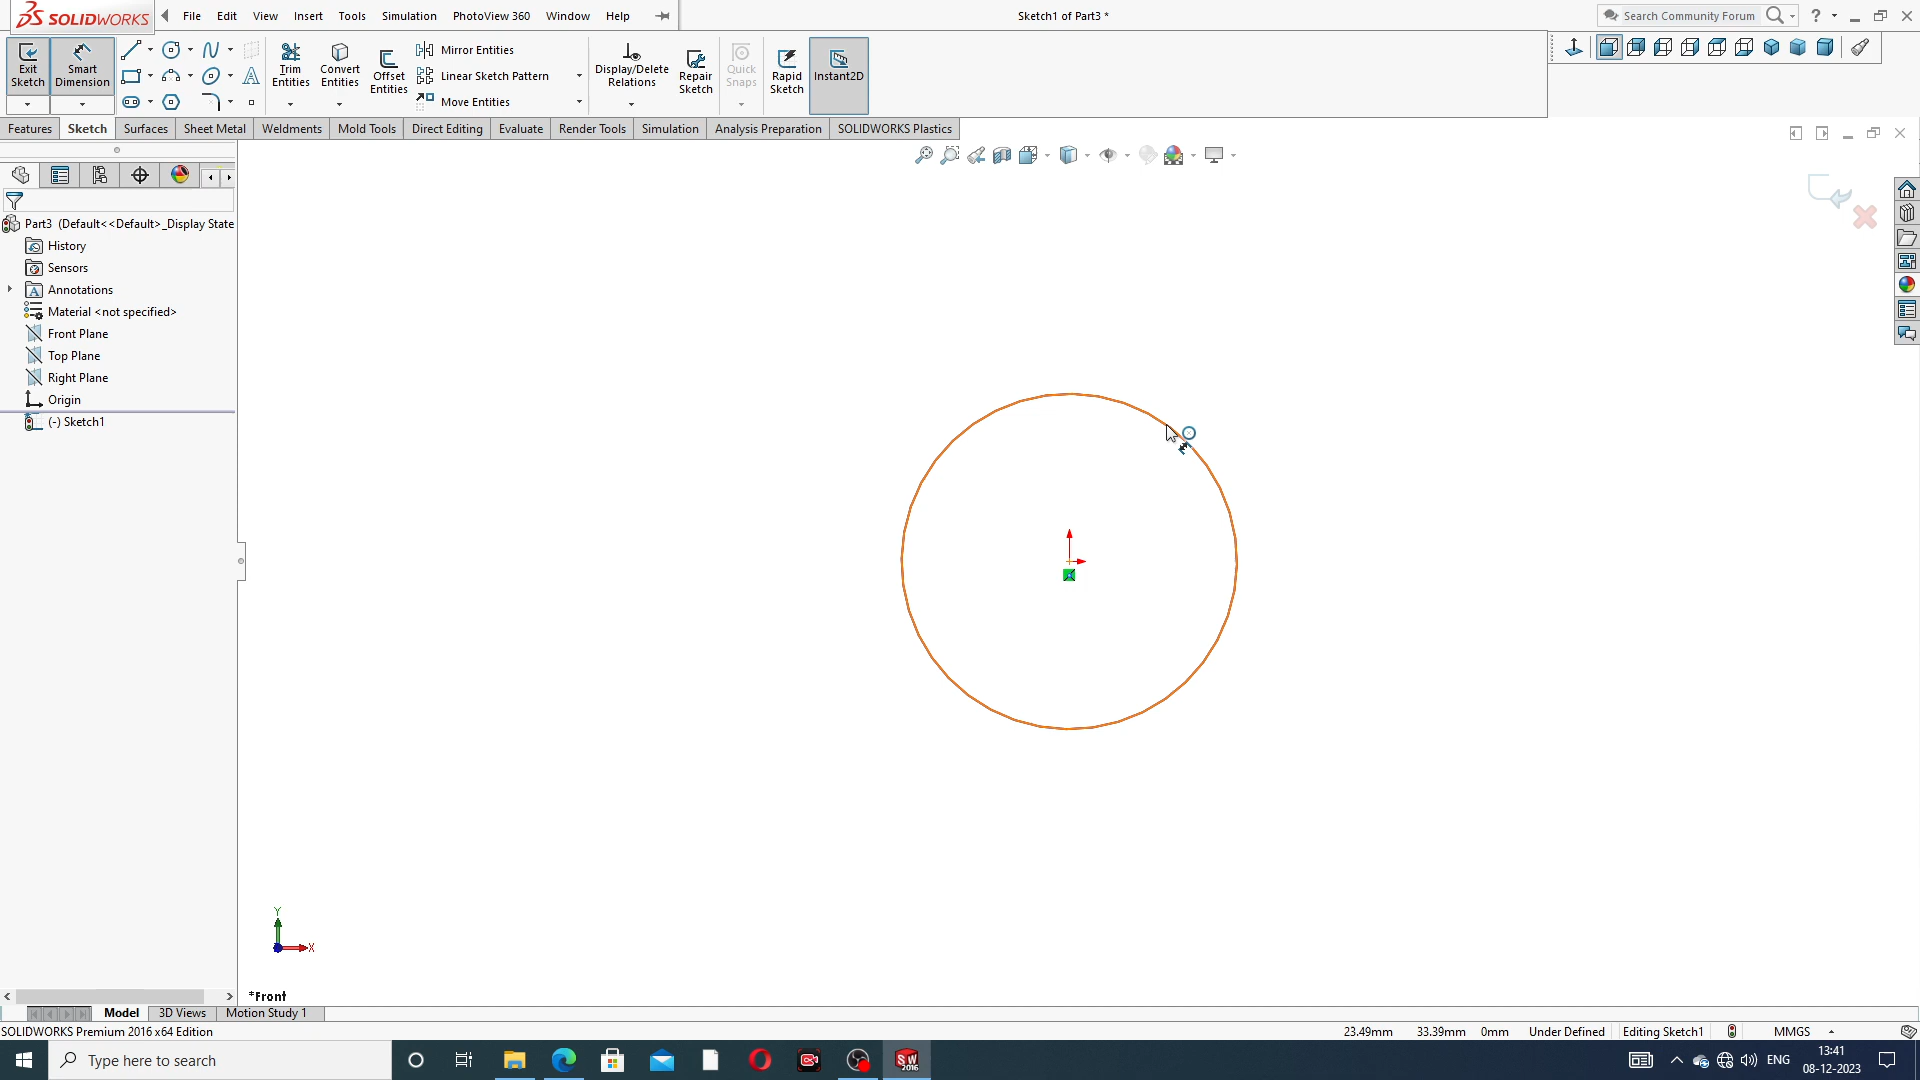 SOLIDWORKS
File
Edit
View
Insert
Tools
Simulation
PhotoView 360
Window
Help
Sketch1 of Part3 *
Search Community Forum
?
Exit Sketch
Smart Dimension
Trim Entities
Convert Entities
Offset Entities
Mirror Entities
Linear Sketch Pattern
Move Entities
Display/Delete Relations
Repair Sketch
Quick Snaps
Rapid Sketch
Instant2D
Features
Sketch
Surfaces
Sheet Metal
Weldments
Mold Tools
Direct Editing
Evaluate
Render Tools
Simulation
Analysis Preparation
SOLIDWORKS Plastics
Part3 (Default<<Default>_Display State
History
Sensors
Annotations
Material <not specified>
Front Plane
Top Plane
Right Plane
Origin
(-) Sketch1
Y
X
*Front
Model
3D Views
Motion Study 1
SOLIDWORKS Premium 2016 x64 Edition
23.49mm
33.39mm
0mm
Under Defined
Editing Sketch1
MMGS
Type here to search
SW
2016
ENG
13:41
08-12-2023